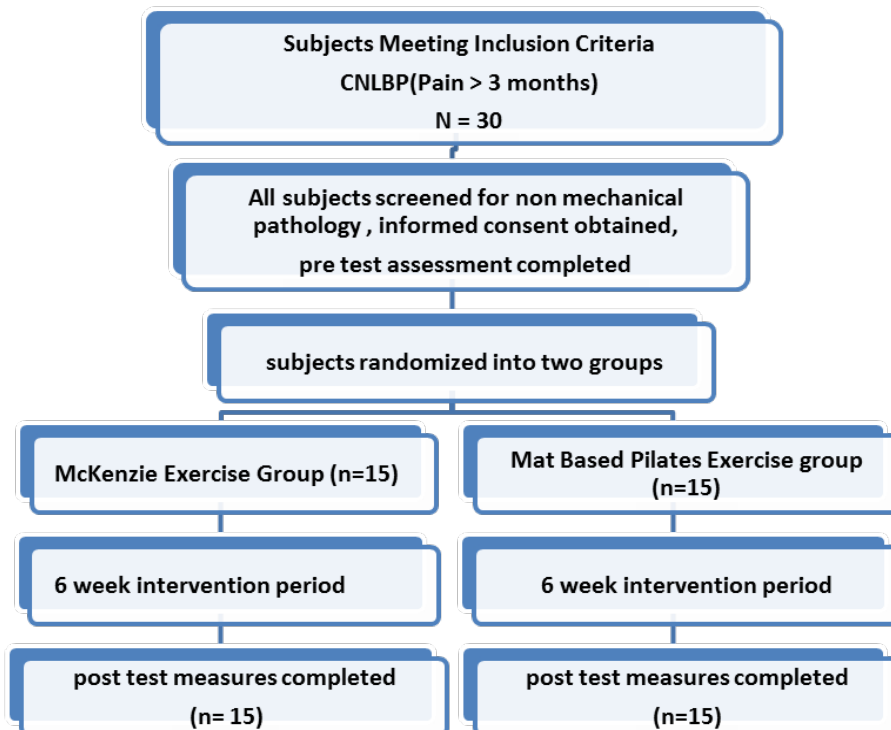 Subjects Meeting Inclusion Criteria
CNLBP(Pain > 3 months)
N = 30
All subjects screened for non mechanical
pathology , informed consent obtained,
pre test assessment completed
subjects randomized into two groups
McKenzie Exercise Group (n=15)
Mat Based Pilates Exercise group
(n=15)
6 week intervention period
6 week intervention period
post test measures completed
(n= 15)
post test measures completed
(n=15)